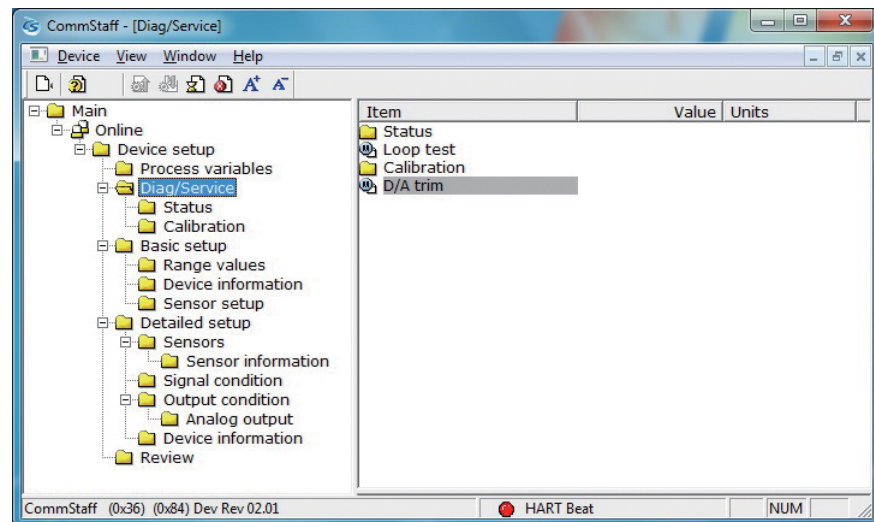 CommStaff - [Diag/Service]
Device View Window Help
Main
Online
Device setup
Process variables
Diag/Service
Status
Calibration
Basic setup
Range values
Device information
Sensor setup
Detailed setup
Sensors
Sensor information
Signal condition
Output condition
Analog output
Device information
Review
Item Value Units
Status
Loop test
Calibration
D/A trim
CommStaff (0x36) (0x84) Dev Rev 02.01 HART Beat NUM